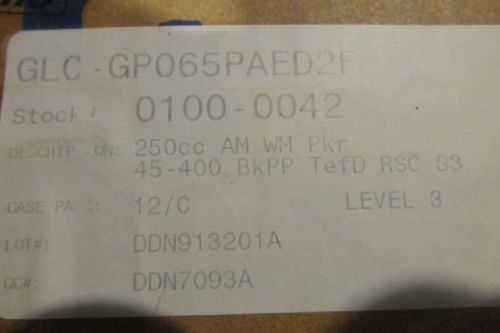 GLC-GP065PAED2F
Stock # 0100-0042
DESCRIPTION: 250cc AM WM Pkr
45-400 BkPP TefD RSC S3
CASE PA : 12/C LEVEL 3
LOT#: DDN913201A
QC#: DDN7093A